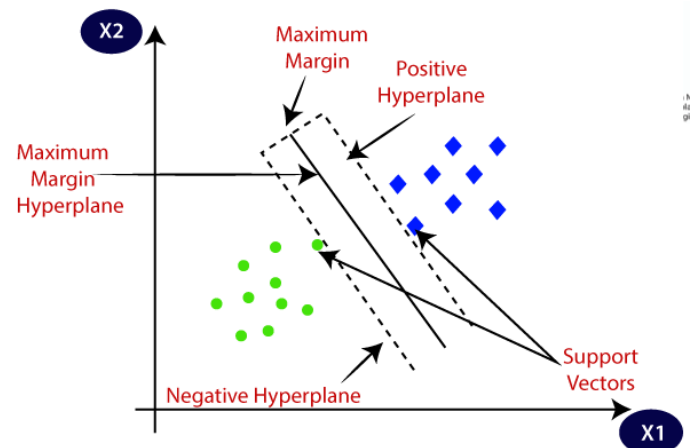 X2
Maximum
Margin
Positive
Hyperplane
Maximum
Margin
Hyperplane
Support
Vectors
Negative Hyperplane
X1